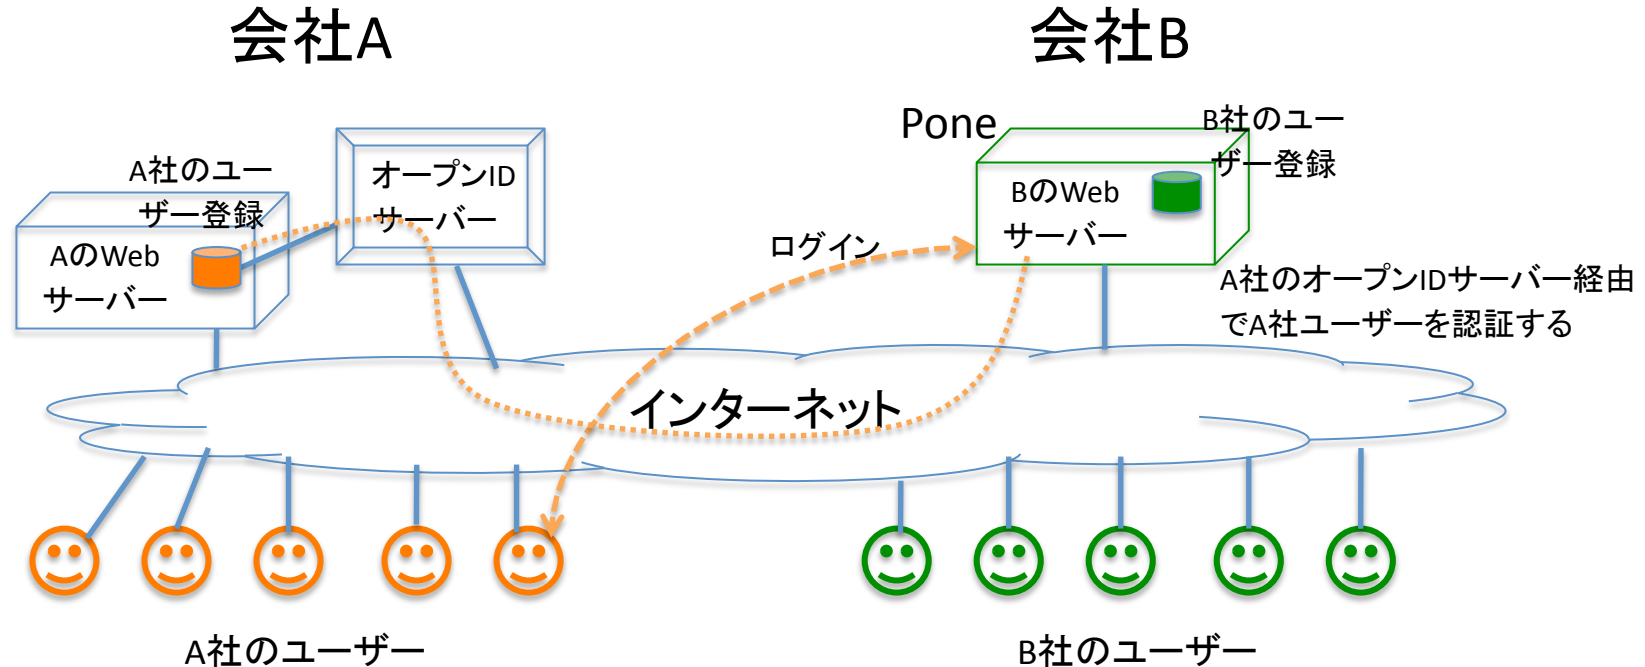 会社A
会社B
Pone
A社のユー
ザー登録
オープンID
サーバー
B社のユー
ザー登録
AのWeb
サーバー
BのWeb
サーバー
ログイン
A社のオープンIDサーバー経由
でA社ユーザーを認証する
インターネット
A社のユーザー
B社のユーザー